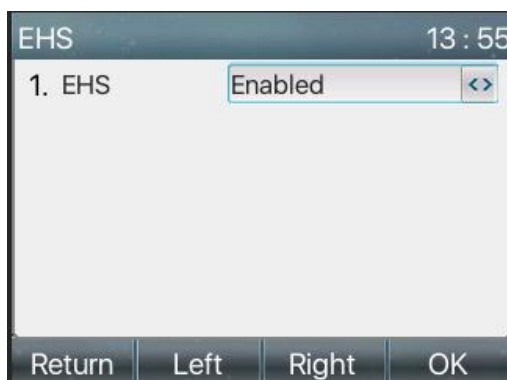 EHS 13 : 55
1. EHS Enabled <>
Return Left Right OK